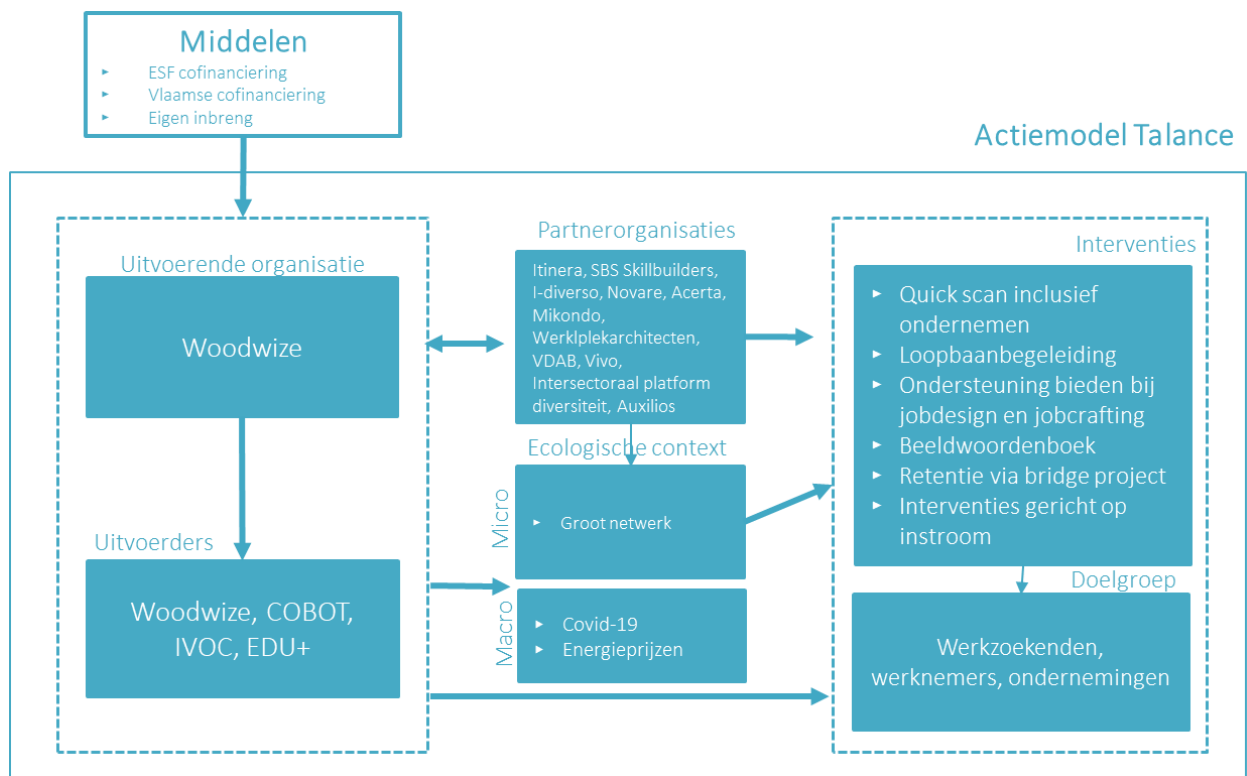 Middelen
► ESF cofinanciering
► Vlaamse cofinanciering
► Eigen inbreng
Actiemodel Talance
Uitvoerende organisatie
Woodwize
Uitvoerders
Woodwize, COBOT,
IVOC, EDU+
Partnerorganisaties
Itinera, SBS Skillbuilders,
I-diverso, Novare, Acerta,
Mikondo,
Werklplekarchitecten,
VDAB, Vivo,
Intersectoraal platform
diversiteit, Auxilios
Ecologische context
Micro
► Groot netwerk
Macro
► Covid-19
► Energieprijzen
Interventies
► Quick scan inclusief
ondernemen
► Loopbaanbegeleiding
► Ondersteuning bieden bij
jobdesign en jobcrafting
► Beeldwoordenboek
► Retentie via bridge project
► Interventies gericht op
instroom
Doelgroep
Werkzoekenden,
werknemers, ondernemingen